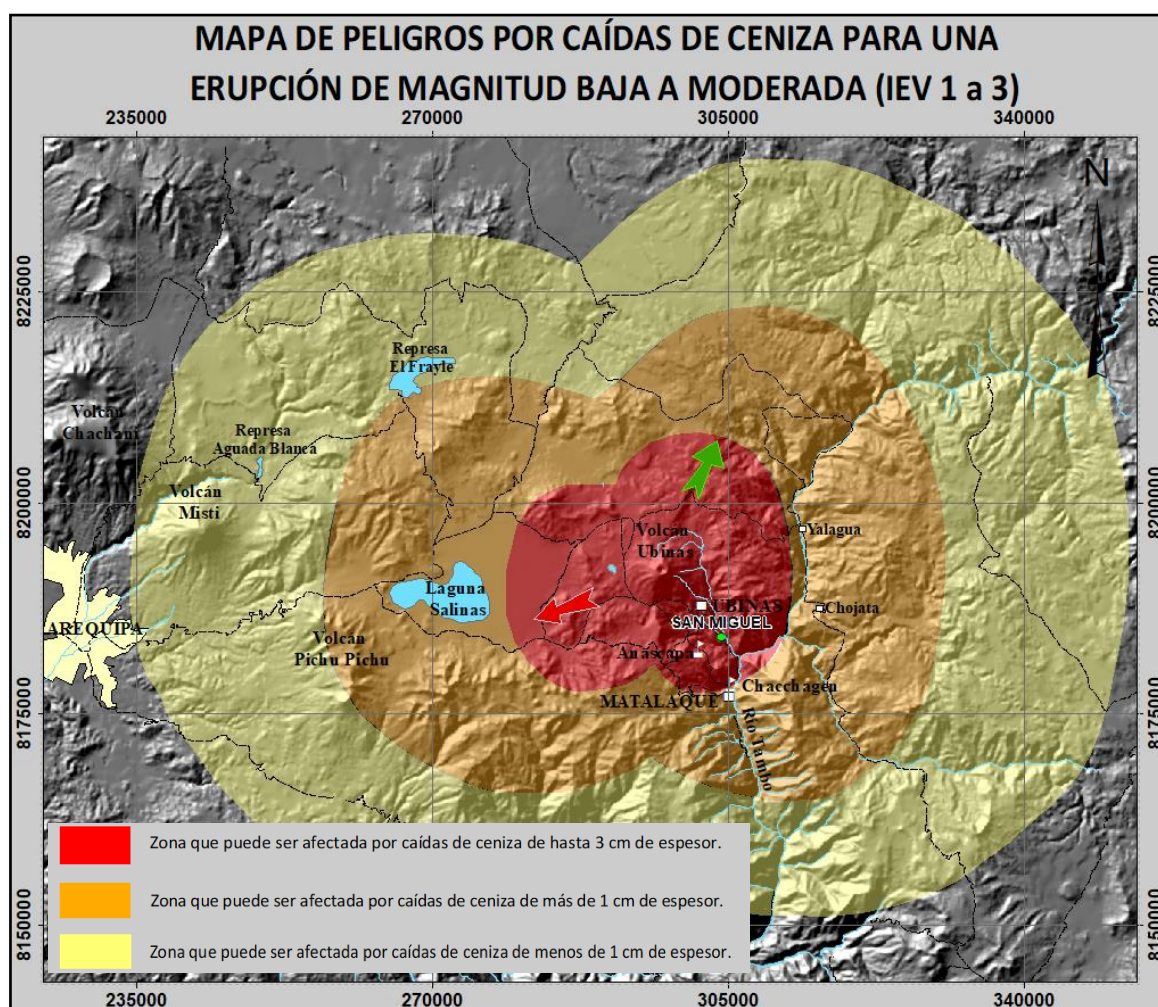 MAPA DE PELIGROS POR CAÍDAS DE CENIZA PARA UNA
ERUPCIÓN DE MAGNITUD BAJA A MODERADA (IEV 1 a 3)
235000
270000
305000
340000
N
8225000
8225000
Represa
El Frayle
Volcán
Chachani
Represa
Aguada Blanca
Volcán
Misti
8200000
8200000
Volcán
Ubinas
Yalagua
Laguna
Salinas
UBINAS
Chojata
SAN MIGUEL
AREQUIPA
Volcán
Pichu Pichu
Anascapa
Chacchagen
MATALAQUE
8175000
8175000
Río Tambo
Zona que puede ser afectada por caídas de ceniza de hasta 3 cm de espesor.
Zona que puede ser afectada por caídas de ceniza de más de 1 cm de espesor.
Zona que puede ser afectada por caídas de ceniza de menos de 1 cm de espesor.
8150000
8150000
235000
270000
305000
340000